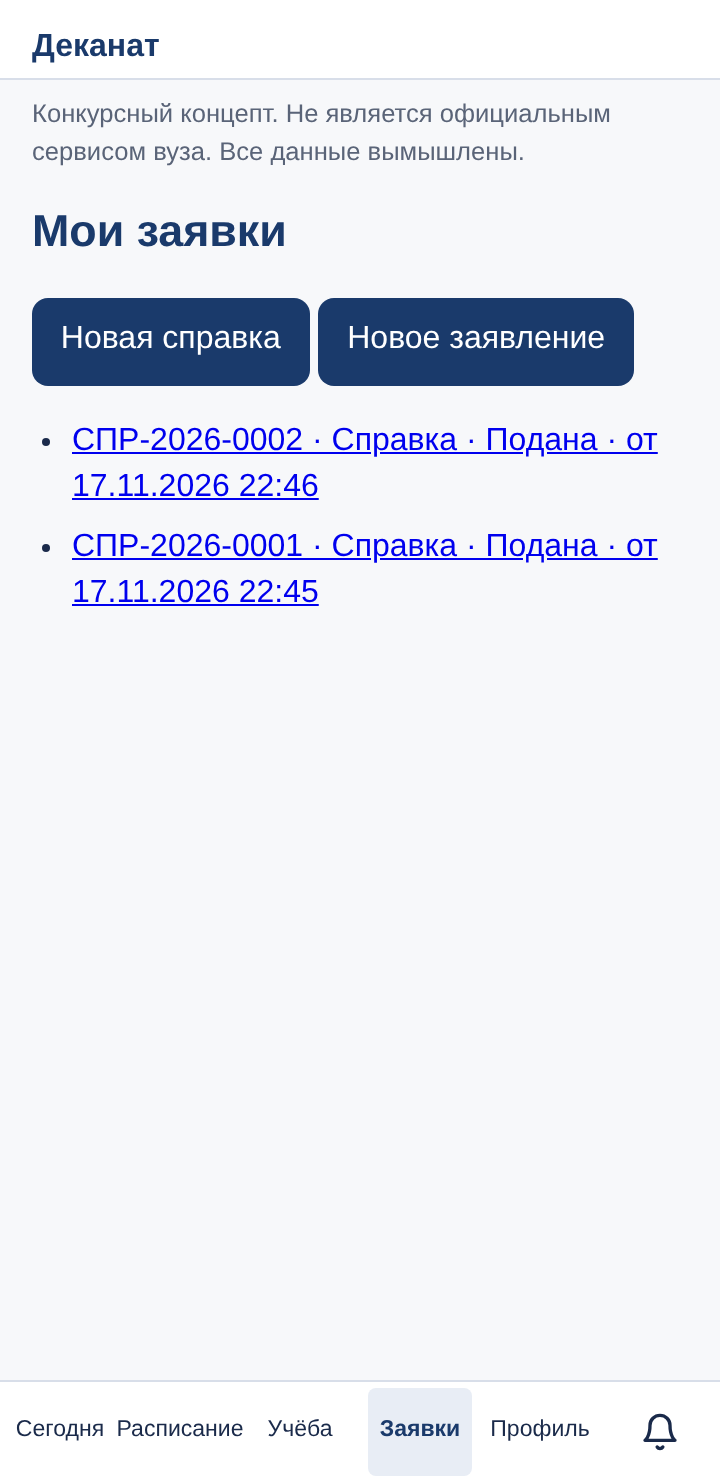 Деканат
Конкурсный концепт. Не является официальным
сервисом вуза. Все данные вымышлены.
Мои заявки
Новая справка
Новое заявление
СПР-2026-0002 · Справка · Подана · от
17.11.2026 22:46
СПР-2026-0001 · Справка · Подана · от
17.11.2026 22:45
Сегодня Расписание Учёба Заявки Профиль